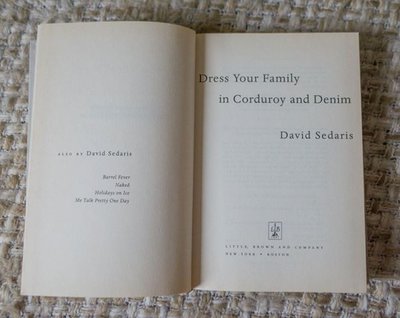 ALSO BY David Sedaris
Barrel Fever
Naked
Holidays on Ice
Me Talk Pretty One Day
Dress Your Family
in Corduroy and Denim
David Sedaris
L B
LITTLE, BROWN AND COMPANY
NEW YORK • BOSTON